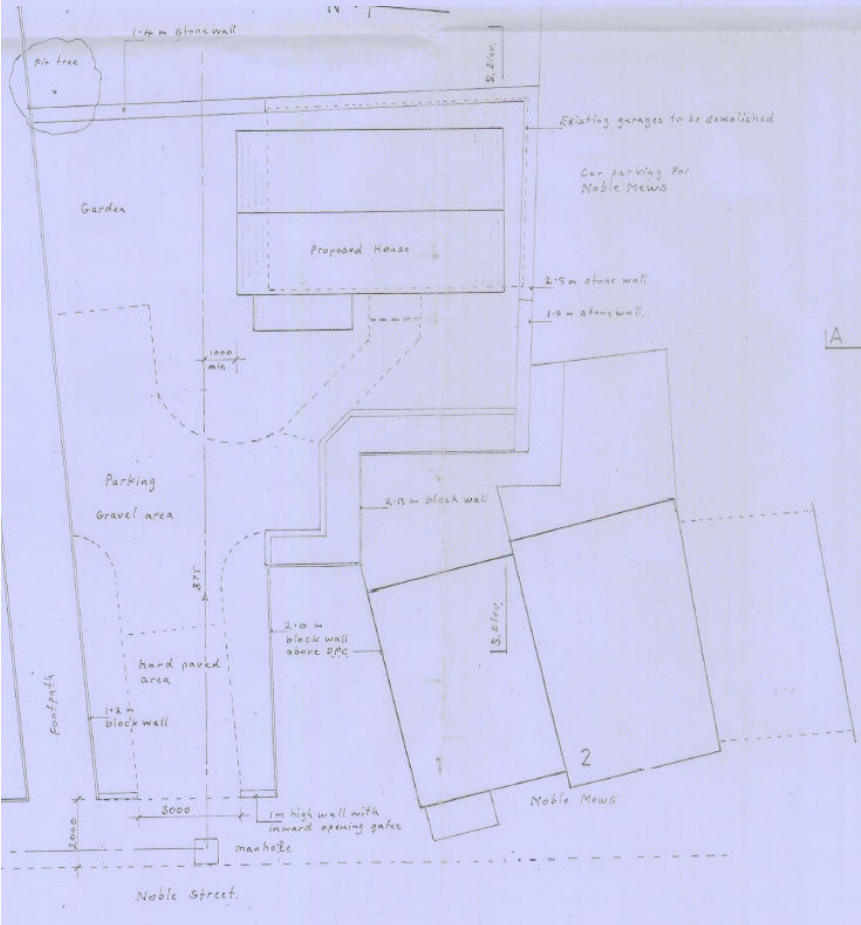 N
1·4 m stone wall
Fir tree
S. Elev.
Existing garages to be demolished
Car parking For
Noble Mews
Garden
Proposed House
2·5 m stone wall
1·9 m stone wall
A
1000
min
Parking
Gravel area
2·15 m block wall
375
2·0 m
block wall
above DPC
S. Elev.
Hard paved
area
Footpath
1·2 m
block wall
1
2
Noble Mews
3000
1m high wall with
inward opening gates
2000
manhole
Noble Street.